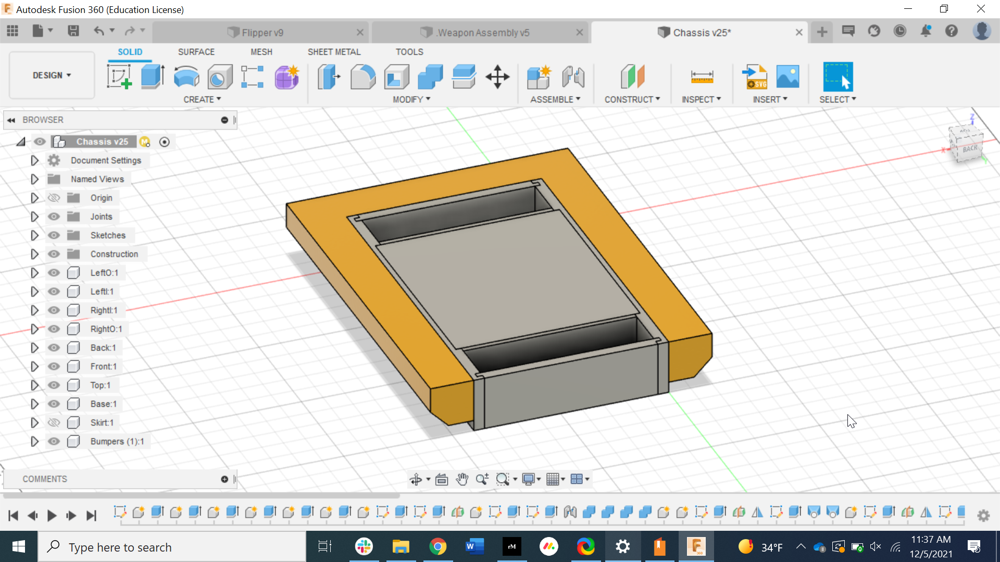 Autodesk Fusion 360 (Education License)
Flipper v9
.Weapon Assembly v5
Chassis v25*
DESIGN
SOLID
SURFACE
MESH
SHEET METAL
TOOLS
CREATE
MODIFY
ASSEMBLE
CONSTRUCT
INSPECT
INSERT
SELECT
SVG
BROWSER
Chassis v25
M
Document Settings
Named Views
Origin
Joints
Sketches
Construction
LeftO:1
LeftI:1
RightI:1
RightO:1
Back:1
Front:1
Top:1
Base:1
Skirt:1
Bumpers (1):1
Z
X
BACK
COMMENTS
Type here to search
W
rM
F
360
34°F
11:37 AM
12/5/2021